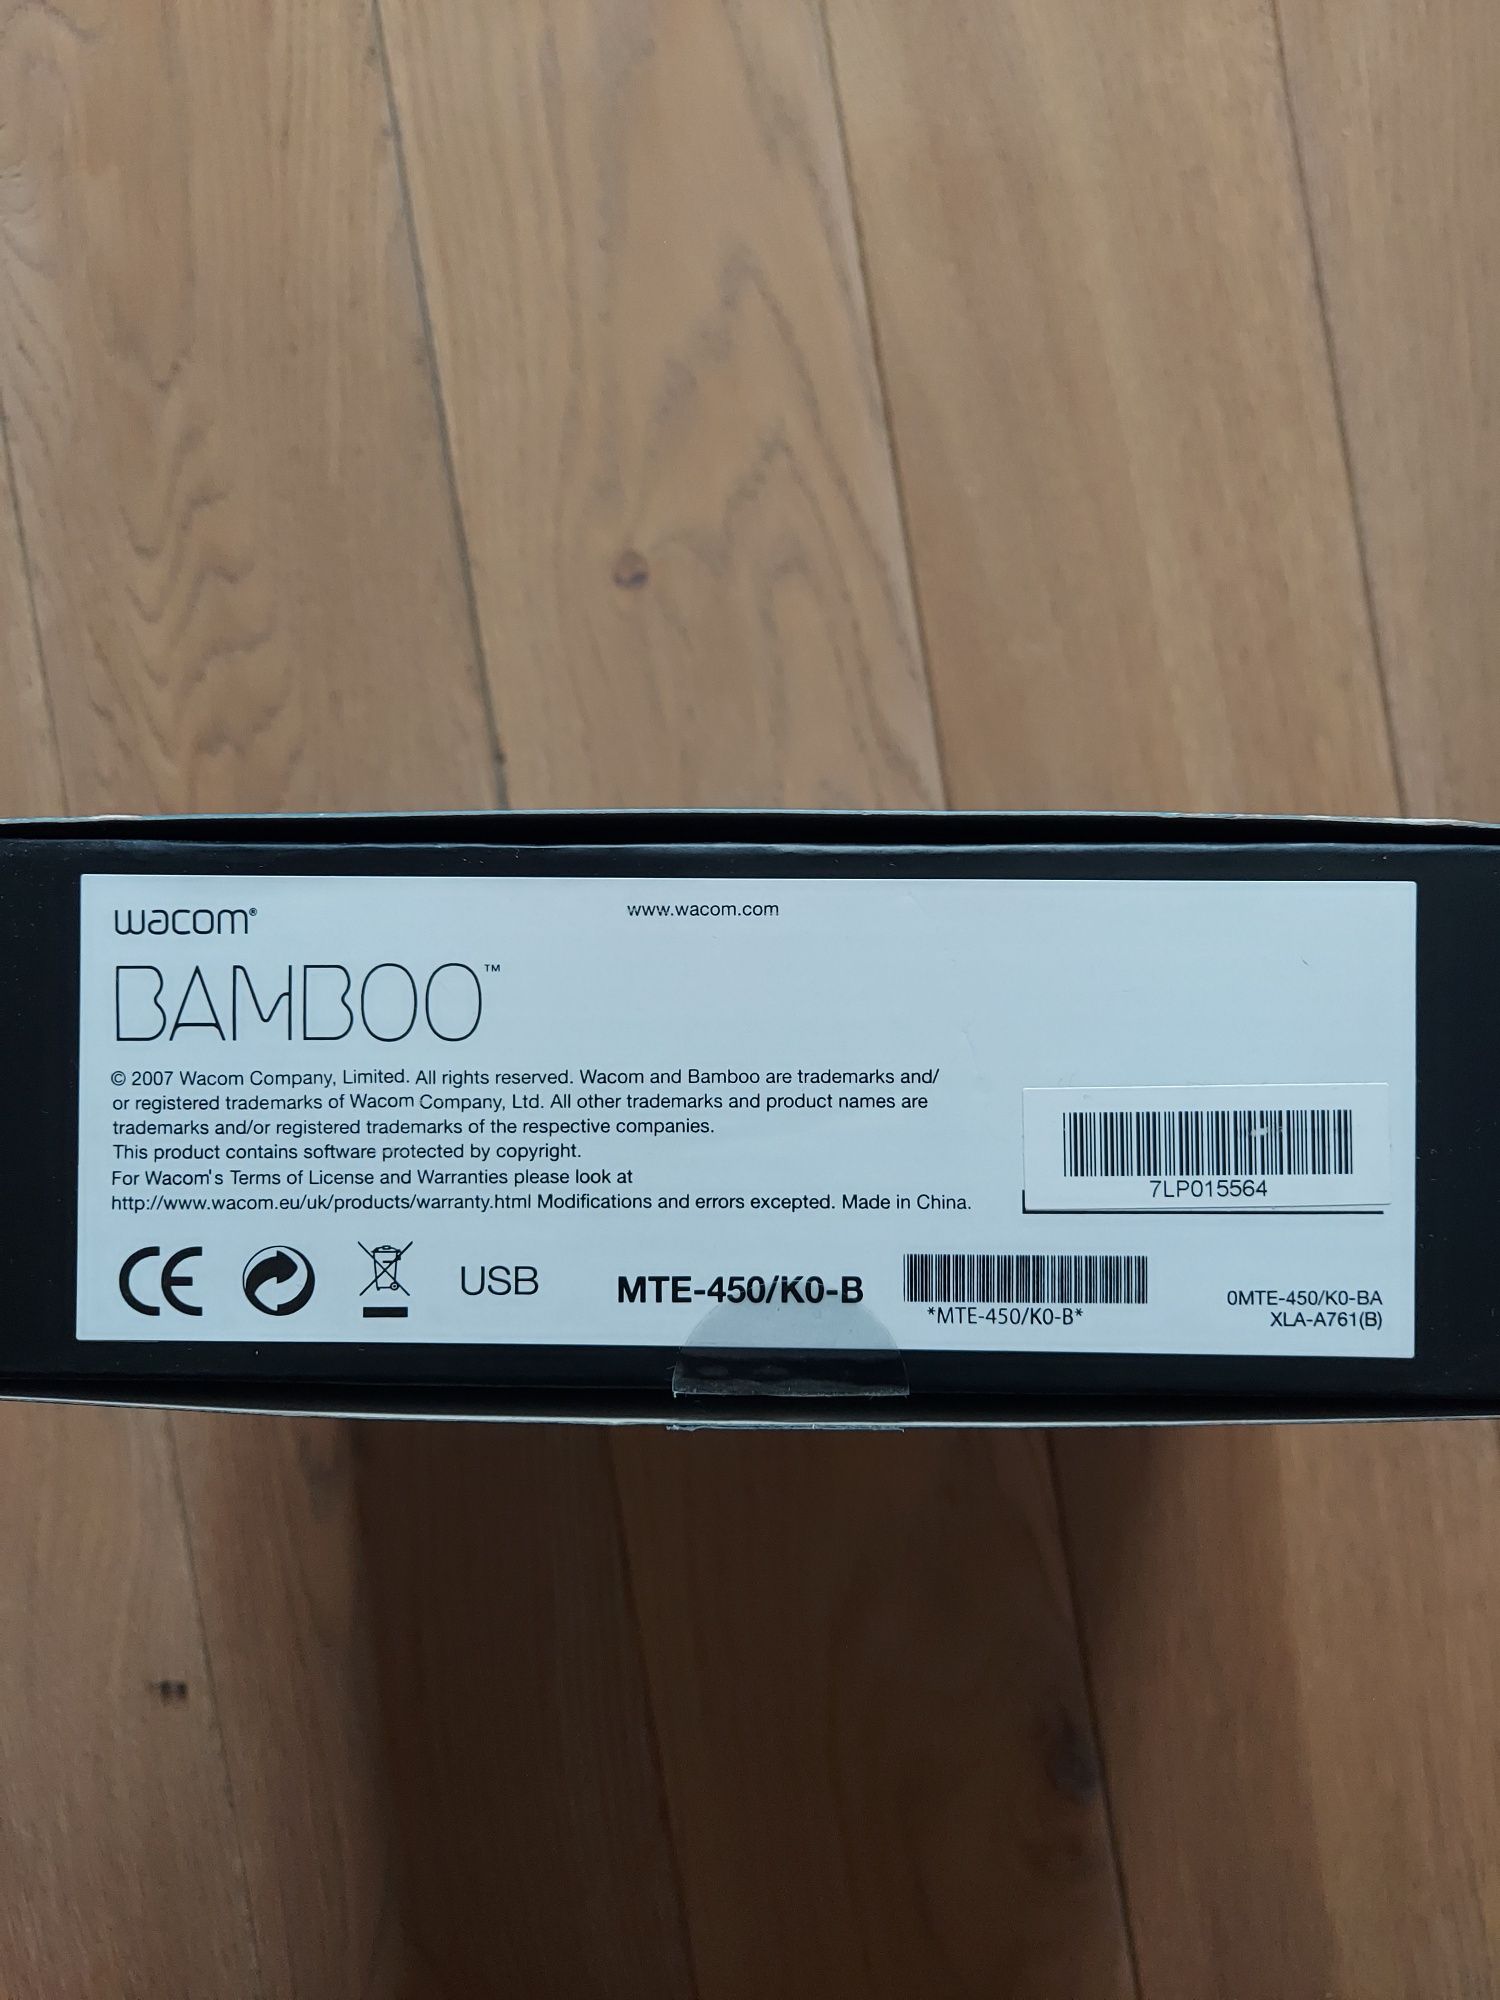 wacom®
www.wacom.com
BAMBOO™
© 2007 Wacom Company, Limited. All rights reserved. Wacom and Bamboo are trademarks and/
or registered trademarks of Wacom Company, Ltd. All other trademarks and product names are
trademarks and/or registered trademarks of the respective companies.
This product contains software protected by copyright.
For Wacom's Terms of License and Warranties please look at
http://www.wacom.eu/uk/products/warranty.html Modifications and errors excepted. Made in China.
7LP015564
CE
USB
MTE-450/K0-B
*MTE-450/K0-B*
0MTE-450/K0-BA
XLA-A761(B)